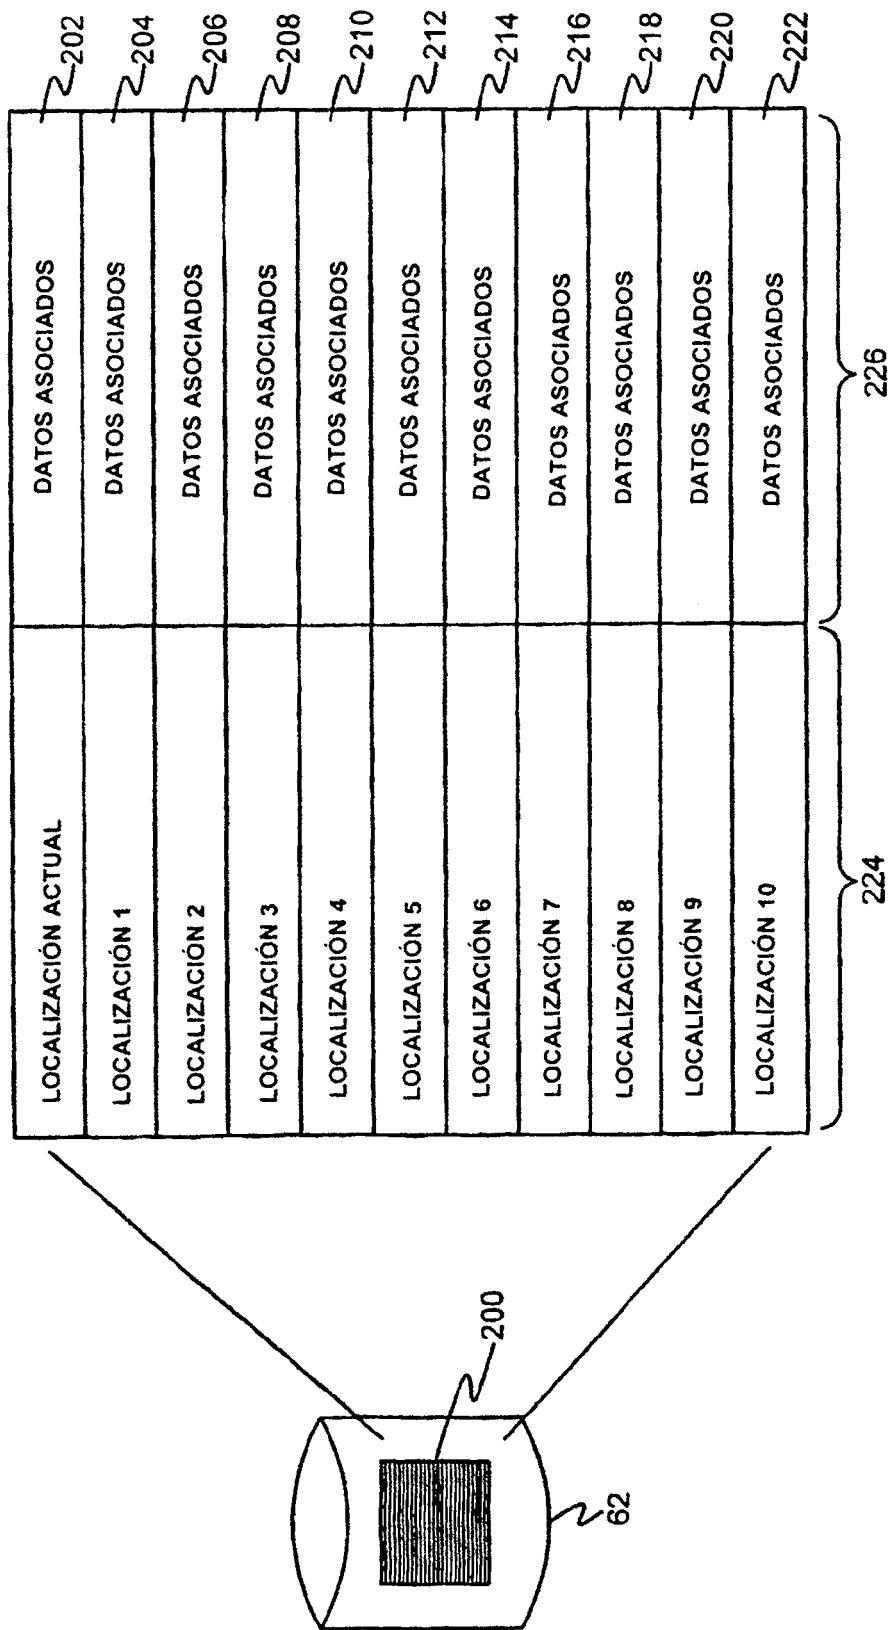 LOCALIZACIÓN ACTUAL DATOS ASOCIADOS 202
LOCALIZACIÓN 1 DATOS ASOCIADOS 204
LOCALIZACIÓN 2 DATOS ASOCIADOS 206
LOCALIZACIÓN 3 DATOS ASOCIADOS 208
LOCALIZACIÓN 4 DATOS ASOCIADOS 210
LOCALIZACIÓN 5 DATOS ASOCIADOS 212
LOCALIZACIÓN 6 DATOS ASOCIADOS 214
LOCALIZACIÓN 7 DATOS ASOCIADOS 216
LOCALIZACIÓN 8 DATOS ASOCIADOS 218
LOCALIZACIÓN 9 DATOS ASOCIADOS 220
LOCALIZACIÓN 10 DATOS ASOCIADOS 222
200
62
224
226